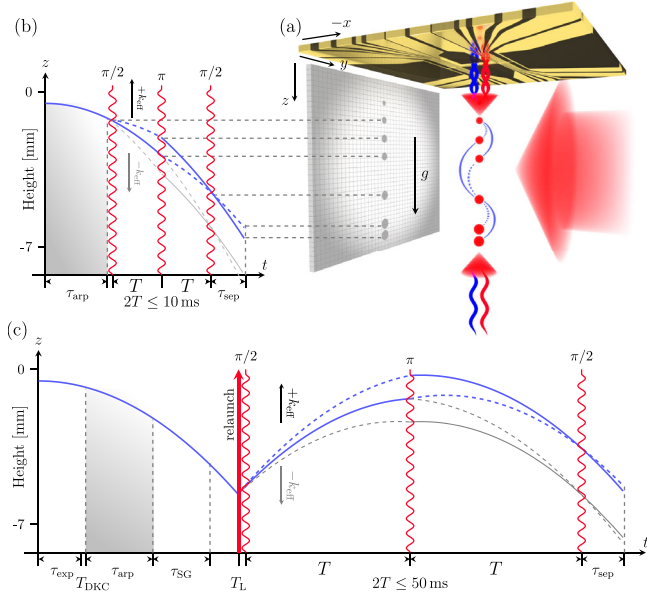 (b)
z
0
Height [mm]
-7
π/2
π
π/2
+k_eff
−k_eff
t
τ_arp
T
T
τ_sep
2T ≤ 10 ms
(a)
−x
y
z
g
(c)
z
0
Height [mm]
-7
relaunch
π/2
π
π/2
+k_eff
−k_eff
t
τ_exp
T_DKC
τ_arp
τ_SG
T_L
T
2T ≤ 50 ms
T
τ_sep